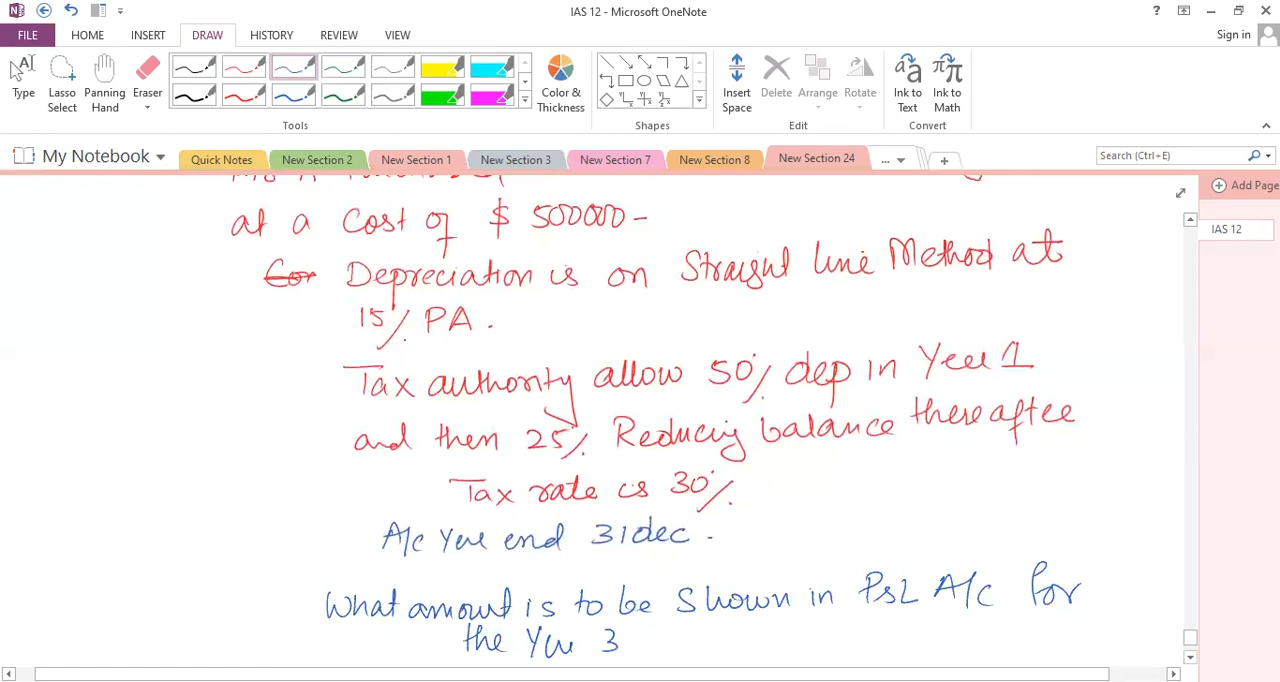 IAS 12 - Microsoft OneNote
FILE HOME INSERT DRAW HISTORY REVIEW VIEW
Sign in
Type Lasso Select Panning Hand Eraser Color & Thickness Insert Space Delete Arrange Rotate Ink to Text Ink to Math
Tools Shapes Edit Convert
My Notebook Quick Notes New Section 2 New Section 1 New Section 3 New Section 7 New Section 8 New Section 24 ... Search (Ctrl+E)
Add Page
IAS 12
at a Cost of $ 500000-
Depreciation is on Straight line Method at
15% PA.
Tax authority allow 50% dep in Year 1
and then 25% Reducing balance thereafter
Tax rate is 30%.
A/c Year end 31 dec.
What amount is to be Shown in P&L A/c for
the Year 3